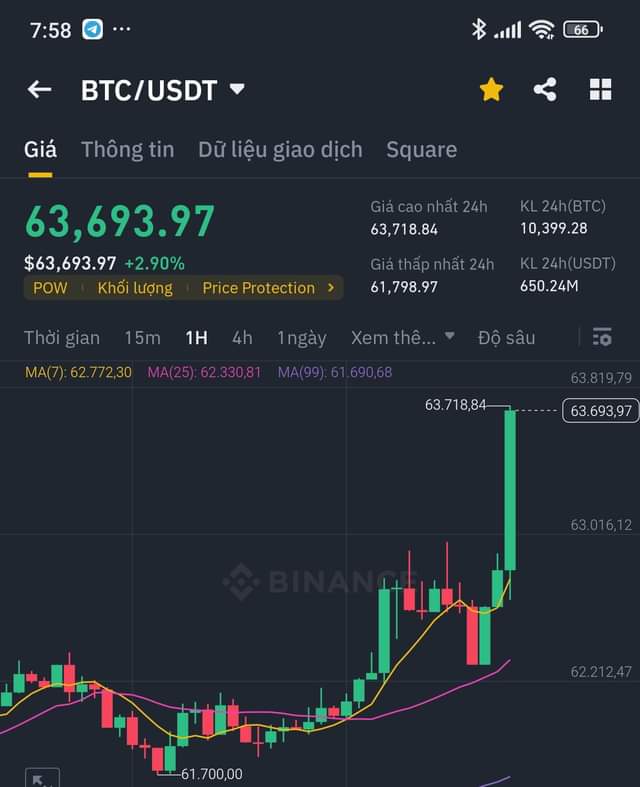 7:58 ... 66
BTC/USDT
Giá Thông tin Dữ liệu giao dịch Square
63,693.97
$63,693.97 +2.90%
POW Khối lượng Price Protection >
Giá cao nhất 24h KL 24h(BTC)
63,718.84 10,399.28
Giá thấp nhất 24h KL 24h(USDT)
61,798.97 650.24M
Thời gian 15m 1H 4h 1ngày Xem thê... Độ sâu
MA(7): 62.772,30 MA(25): 62.330,81 MA(99): 61.690,68
63.819,79
63.718,84 63.693,97
63.016,12
BINANCE
62.212,47
61.700,00